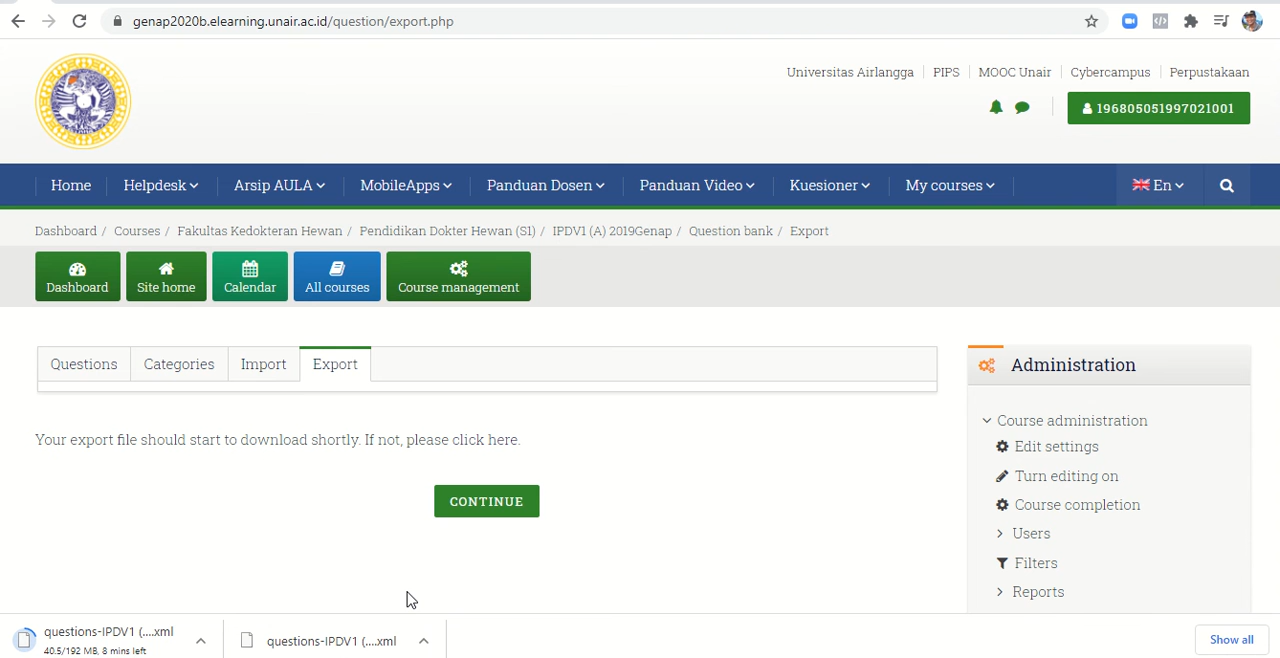 genap2020b.elearning.unair.ac.id/question/export.php
Universitas Airlangga PIPS MOOC Unair Cybercampus Perpustakaan
196805051997021001
Home Helpdesk Arsip AULA MobileApps Panduan Dosen Panduan Video Kuesioner My courses En
Dashboard / Courses / Fakultas Kedokteran Hewan / Pendidikan Dokter Hewan (S1) / IPDV1 (A) 2019Genap / Question bank / Export
Dashboard Site home Calendar All courses Course management
Questions Categories Import Export
Administration
Course administration
Your export file should start to download shortly. If not, please click here.
Edit settings
Turn editing on
CONTINUE
Course completion
Users
Filters
Reports
questions-IPDV1 (....xml
40.5/192 MB, 8 mins left
questions-IPDV1 (....xml
Show all